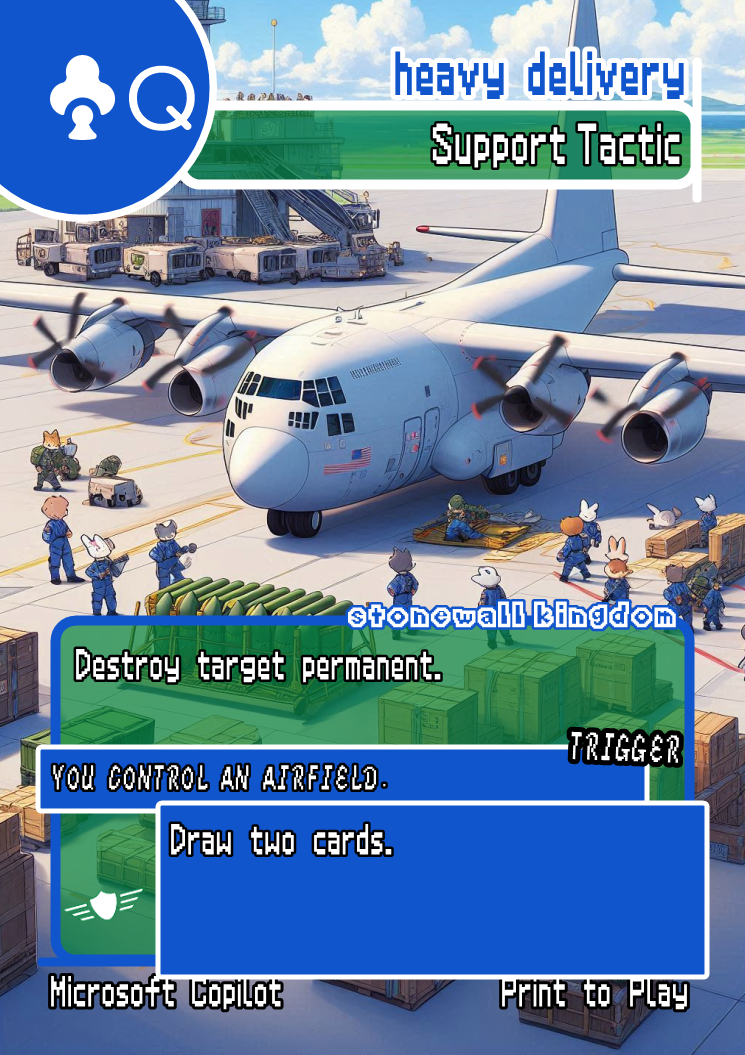 Q
heavy delivery
Support Tactic
stonewall kingdom
Destroy target permanent.
TRIGGER
YOU CONTROL AN AIRFIELD.
Draw two cards.
Microsoft Copilot
Print to Play